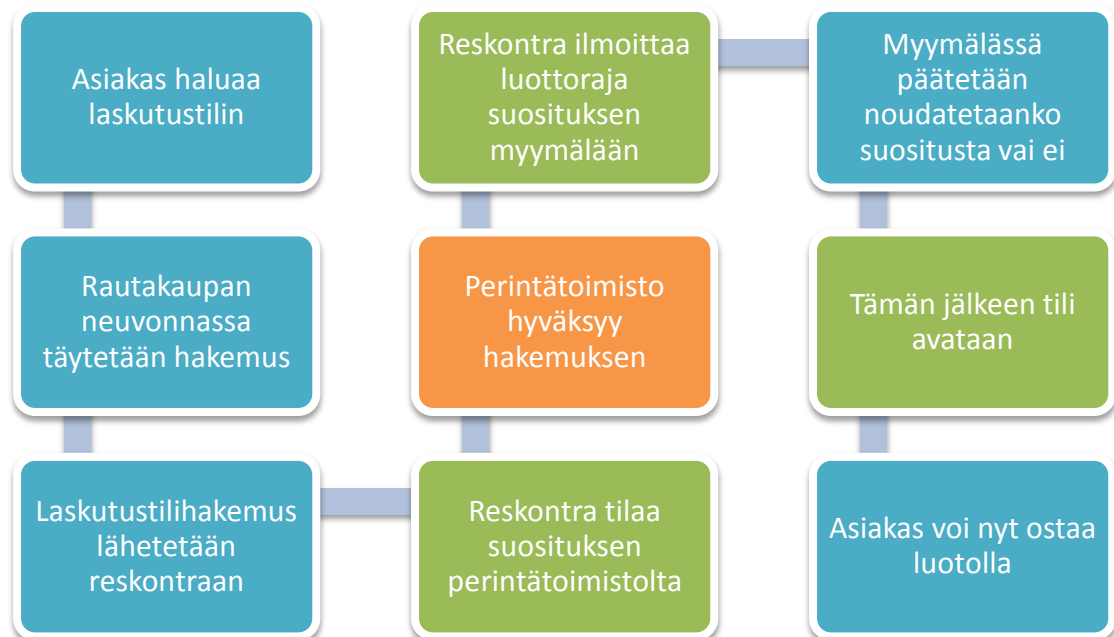 Asiakas haluaa
laskutustilin
Rautakaupan
neuvonnassa
täytetään hakemus
Laskutustilihakemus
lähetetään
reskontraan
Reskontra tilaa
suosituksen
perintätoimistolta
Perintätoimisto
hyväksyy
hakemuksen
Reskontra ilmoittaa
luottoraja
suosituksen
myymälään
Myymälässä
päätetään
noudatetaanko
suositusta vai ei
Tämän jälkeen tili
avataan
Asiakas voi nyt ostaa
luotolla